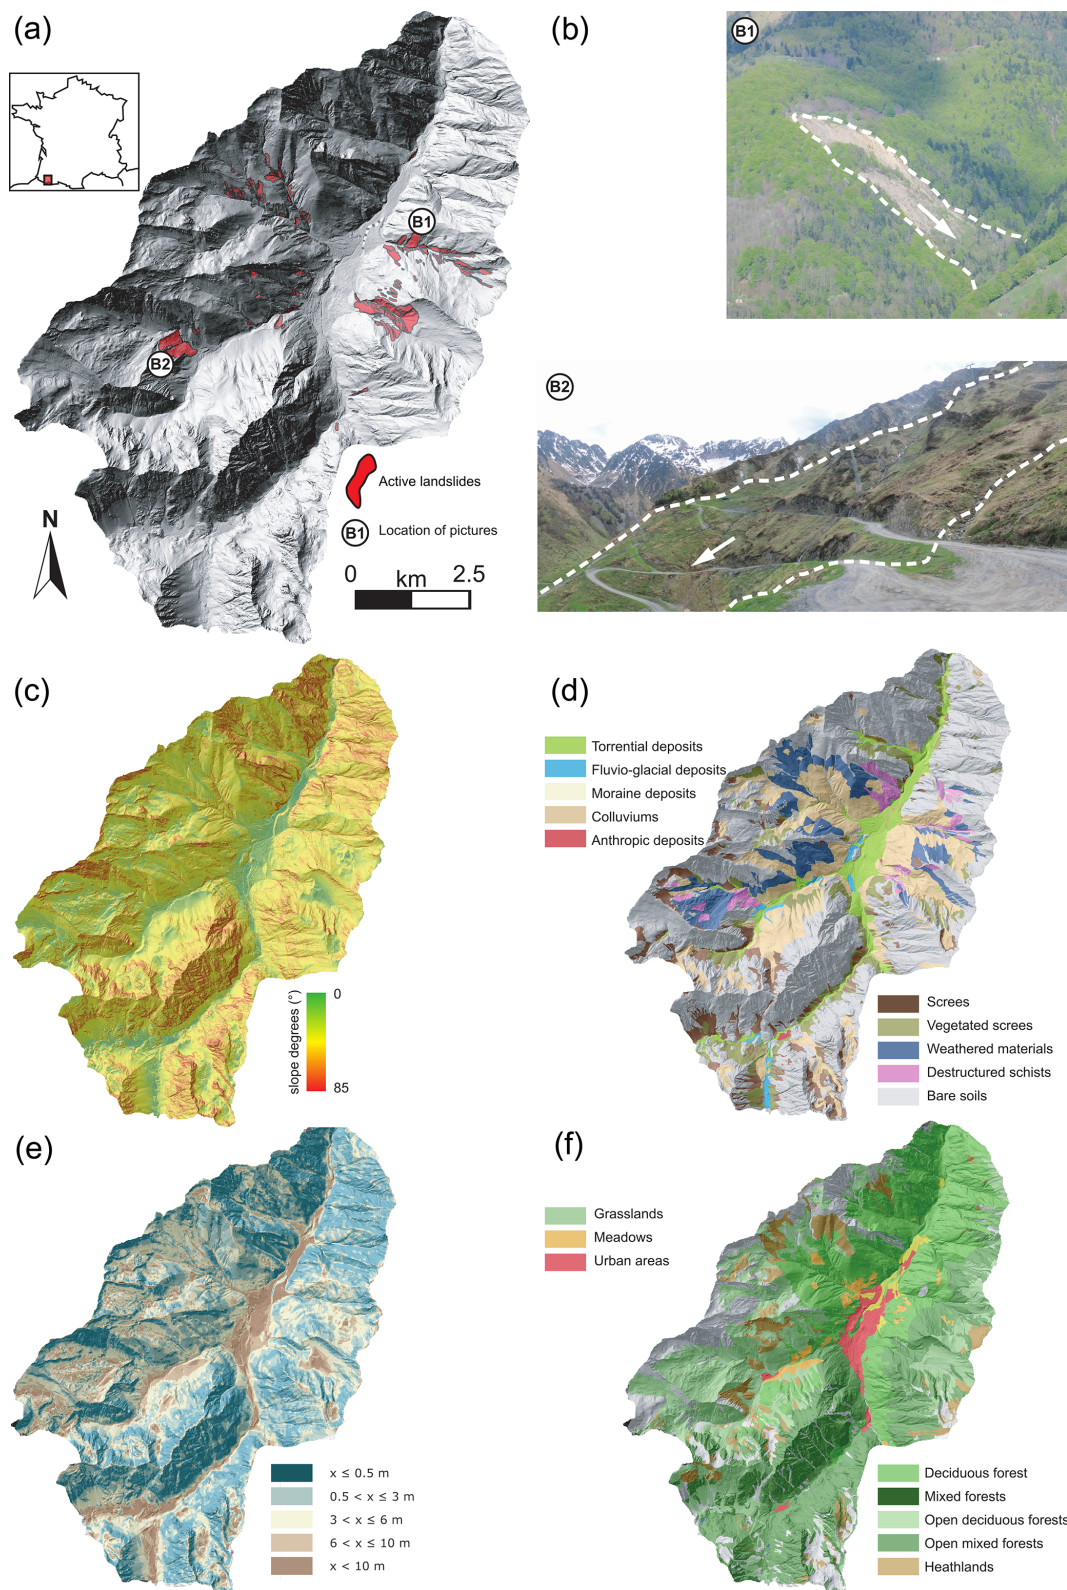 (a)
B1
B2
Active landslides
B1 Location of pictures
N
0 km 2.5
(b)
B1
B2
(c)
slope degrees (°)
0
85
(d)
Torrential deposits
Fluvio-glacial deposits
Moraine deposits
Colluviums
Anthropic deposits
Screes
Vegetated screes
Weathered materials
Destructured schists
Bare soils
(e)
x ≤ 0.5 m
0.5 < x ≤ 3 m
3 < x ≤ 6 m
6 < x ≤ 10 m
x < 10 m
(f)
Grasslands
Meadows
Urban areas
Deciduous forest
Mixed forests
Open deciduous forests
Open mixed forests
Heathlands